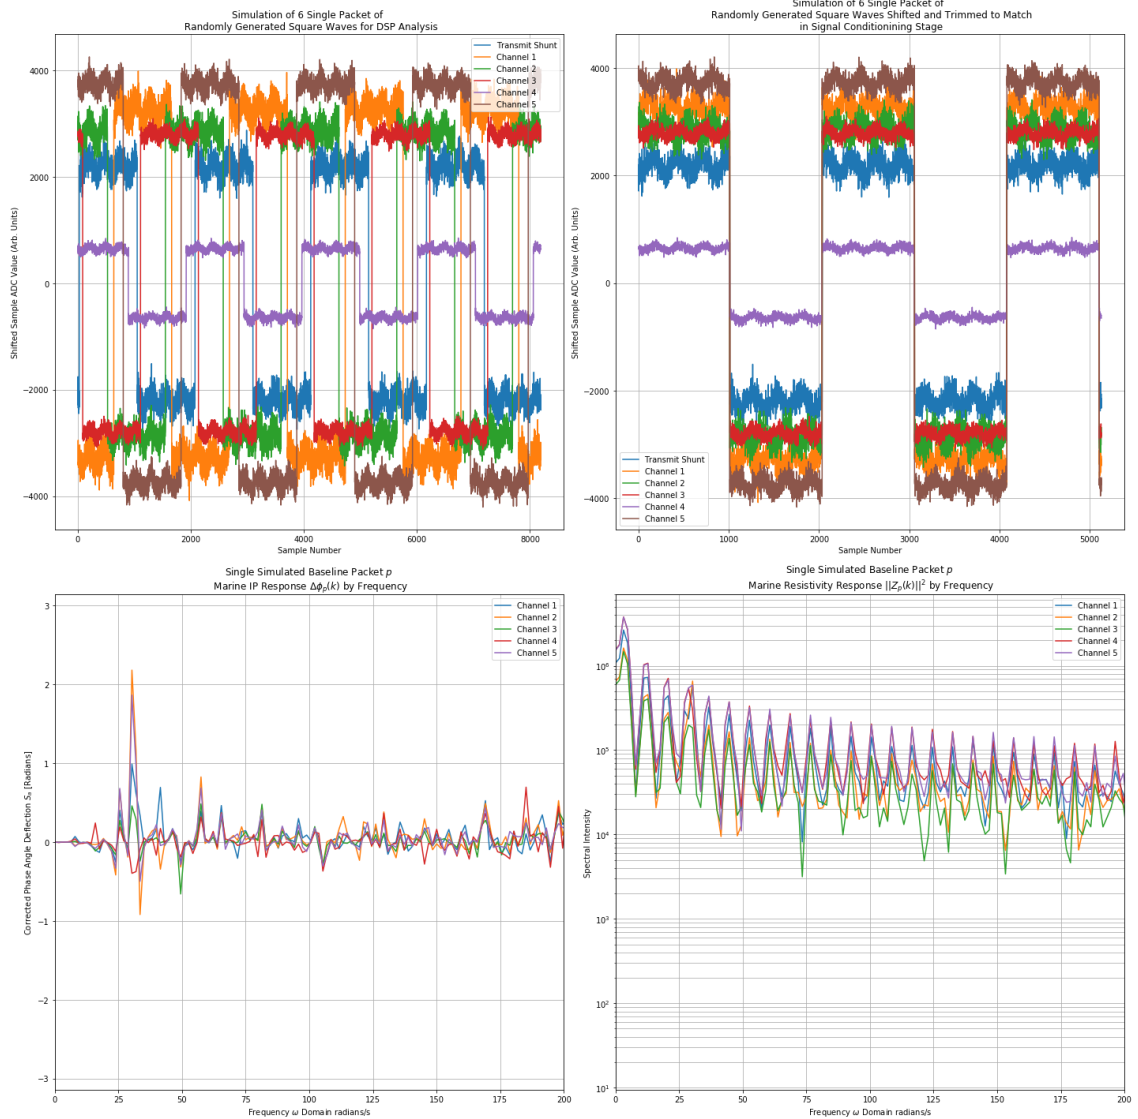 Simulation of 6 Single Packet of
Randomly Generated Square Waves for DSP Analysis
Transmit Shunt
Channel 1
Channel 2
Channel 3
Channel 4
Channel 5
Shifted Sample ADC Value (Arb. Units)
4000
2000
0
−2000
−4000
0
2000
4000
6000
8000
Sample Number
Simulation of 6 Single Packet of
Randomly Generated Square Waves Shifted and Trimmed to Match
in Signal Conditionining Stage
Shifted Sample ADC Value (Arb. Units)
4000
2000
0
−2000
−4000
Transmit Shunt
Channel 1
Channel 2
Channel 3
Channel 4
Channel 5
0
1000
2000
3000
4000
5000
Sample Number
Single Simulated Baseline Packet p
Marine IP Response Δϕₚ(k) by Frequency
Channel 1
Channel 2
Channel 3
Channel 4
Channel 5
Corrected Phase Angle Deflection Sₐ [Radians]
3
2
1
0
−1
−2
−3
0
25
50
75
100
125
150
175
200
Frequency ω Domain radians/s
Single Simulated Baseline Packet p
Marine Resistivity Response ||Zₚ(k)||² by Frequency
Channel 1
Channel 2
Channel 3
Channel 4
Channel 5
Spectral Intensity
10⁶
10⁵
10⁴
10³
10²
10¹
0
25
50
75
100
125
150
175
200
Frequency ω Domain radians/s